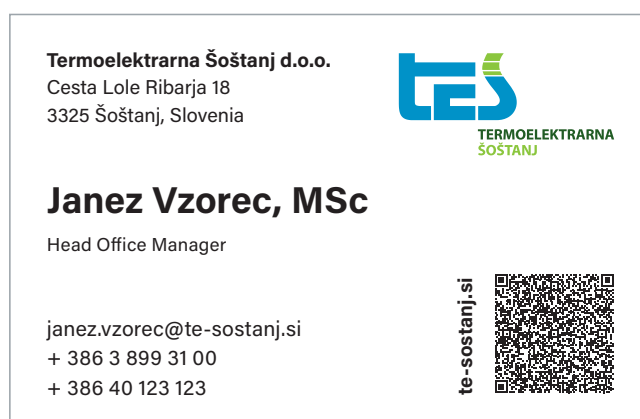 Termoelektrarna Šoštanj d.o.o.
Cesta Lole Ribarja 18
3325 Šoštanj, Slovenia
teš
TERMOELEKTRARNA
ŠOŠTANJ
Janez Vzorec, MSc
Head Office Manager
janez.vzorec@te-sostanj.si
+ 386 3 899 31 00
+ 386 40 123 123
te-sostanj.si